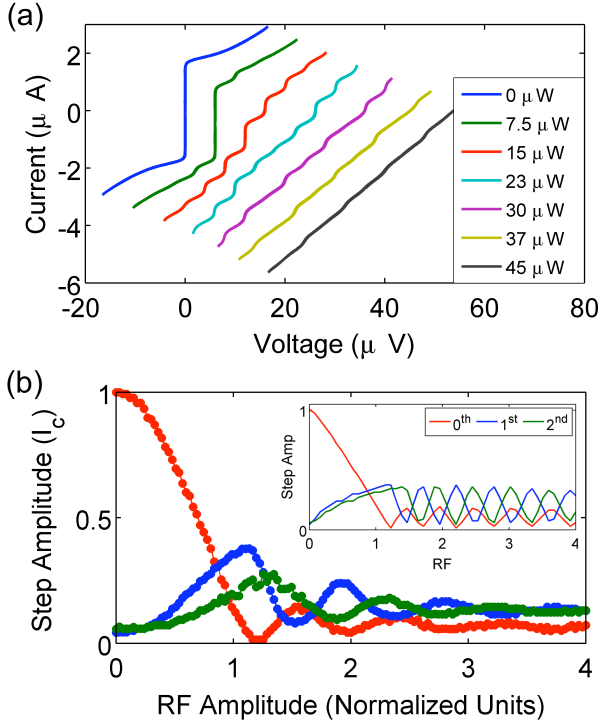 (a)
2
0
-2
-4
-6
Current (μ A)
-20
0
20
40
60
80
Voltage (μ V)
0 μ W
7.5 μ W
15 μ W
23 μ W
30 μ W
37 μ W
45 μ W
(b)
1
0.5
0
Step Amplitude (I_c)
0
1
2
3
4
RF Amplitude (Normalized Units)
1
0
Step Amp
0th
1st
2nd
0
1
2
3
4
RF